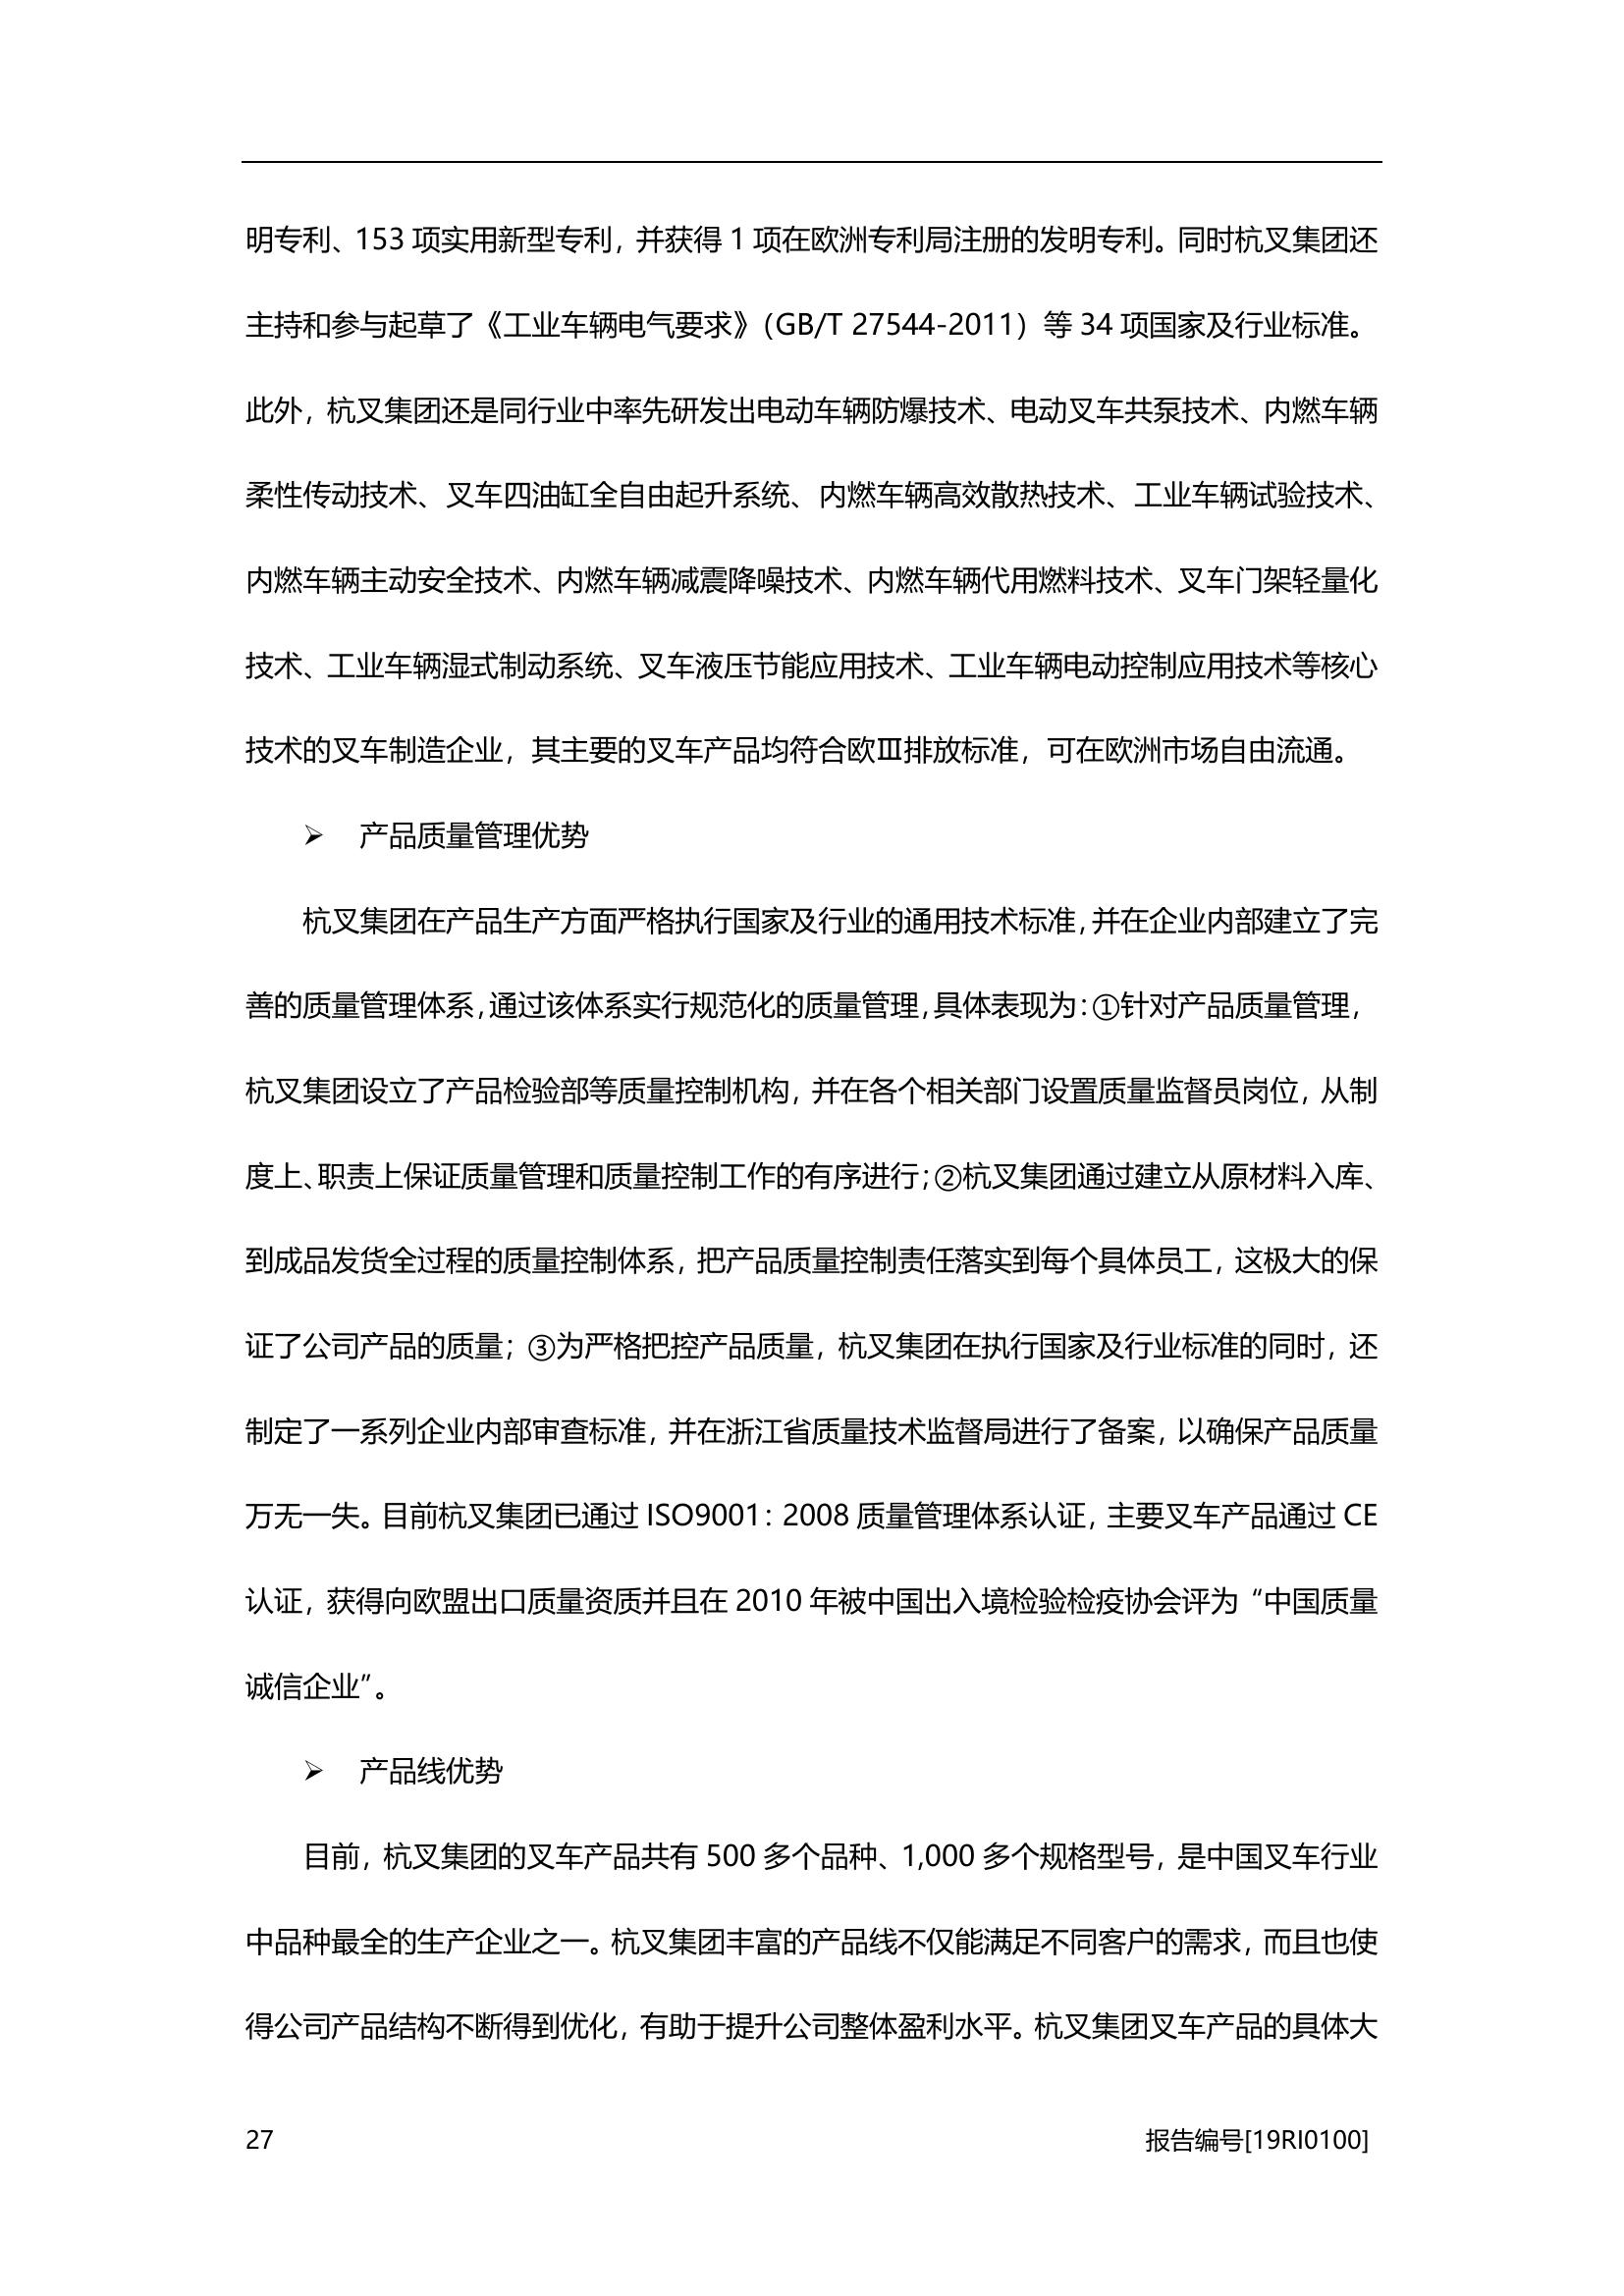 明专利、153 项实用新型专利，并获得 1 项在欧洲专利局注册的发明专利。同时杭叉集团还
主持和参与起草了《工业车辆电气要求》（GB/T 27544-2011）等 34 项国家及行业标准。
此外，杭叉集团还是同行业中率先研发出电动车辆防爆技术、电动叉车共泵技术、内燃车辆
柔性传动技术、叉车四油缸全自由起升系统、内燃车辆高效散热技术、工业车辆试验技术、
内燃车辆主动安全技术、内燃车辆减震降噪技术、内燃车辆代用燃料技术、叉车门架轻量化
技术、工业车辆湿式制动系统、叉车液压节能应用技术、工业车辆电动控制应用技术等核心
技术的叉车制造企业，其主要的叉车产品均符合欧Ⅲ排放标准，可在欧洲市场自由流通。
➢ 产品质量管理优势
杭叉集团在产品生产方面严格执行国家及行业的通用技术标准，并在企业内部建立了完
善的质量管理体系，通过该体系实行规范化的质量管理，具体表现为：①针对产品质量管理，
杭叉集团设立了产品检验部等质量控制机构，并在各个相关部门设置质量监督员岗位，从制
度上、职责上保证质量管理和质量控制工作的有序进行；②杭叉集团通过建立从原材料入库、
到成品发货全过程的质量控制体系，把产品质量控制责任落实到每个具体员工，这极大的保
证了公司产品的质量；③为严格把控产品质量，杭叉集团在执行国家及行业标准的同时，还
制定了一系列企业内部审查标准，并在浙江省质量技术监督局进行了备案，以确保产品质量
万无一失。目前杭叉集团已通过 ISO9001：2008 质量管理体系认证，主要叉车产品通过 CE
认证，获得向欧盟出口质量资质并且在 2010 年被中国出入境检验检疫协会评为“中国质量
诚信企业”。
➢ 产品线优势
目前，杭叉集团的叉车产品共有 500 多个品种、1,000 多个规格型号，是中国叉车行业
中品种最全的生产企业之一。杭叉集团丰富的产品线不仅能满足不同客户的需求，而且也使
得公司产品结构不断得到优化，有助于提升公司整体盈利水平。杭叉集团叉车产品的具体大
27 报告编号[19RI0100]